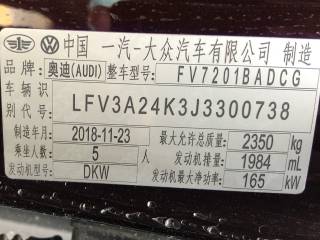 中国 一汽-大众汽车有限公司 制造
品牌: 奥迪(AUDI) 整车型号: FV7201BADCG
车辆识别代号: LFV3A24K3J3300738
制造年月: 2018-11-23 最大允许总质量: 2350 kg
乘坐人数: 5 人 发动机排量: 1984 mL
发动机型号: DKW 发动机最大净功率: 165 kW